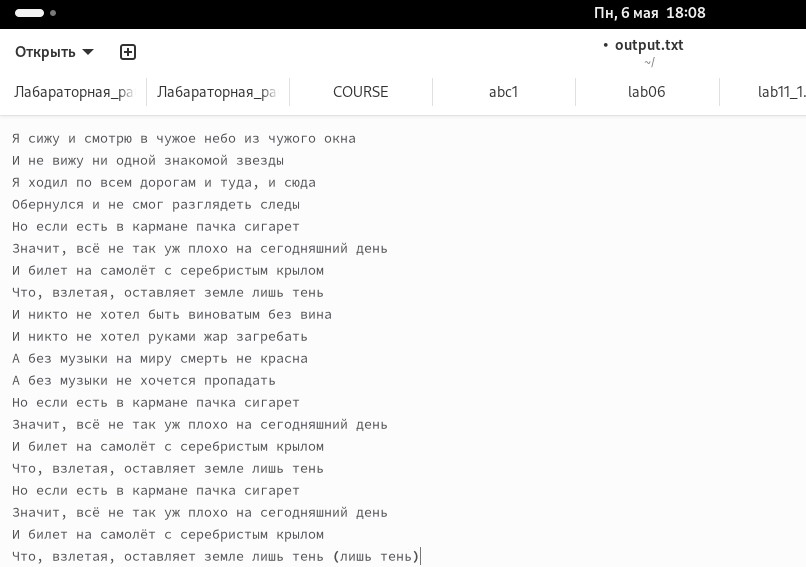 Пн, 6 мая 18:08
Открыть
• output.txt
~/
Лабараторная_ра
Лабараторная_ра
COURSE
abc1
lab06
lab11_1.
Я сижу и смотрю в чужое небо из чужого окна
И не вижу ни одной знакомой звезды
Я ходил по всем дорогам и туда, и сюда
Обернулся и не смог разглядеть следы
Но если есть в кармане пачка сигарет
Значит, всё не так уж плохо на сегодняшний день
И билет на самолёт с серебристым крылом
Что, взлетая, оставляет земле лишь тень
И никто не хотел быть виноватым без вина
И никто не хотел руками жар загребать
А без музыки на миру смерть не красна
А без музыки не хочется пропадать
Но если есть в кармане пачка сигарет
Значит, всё не так уж плохо на сегодняшний день
И билет на самолёт с серебристым крылом
Что, взлетая, оставляет земле лишь тень
Но если есть в кармане пачка сигарет
Значит, всё не так уж плохо на сегодняшний день
И билет на самолёт с серебристым крылом
Что, взлетая, оставляет земле лишь тень (лишь тень)